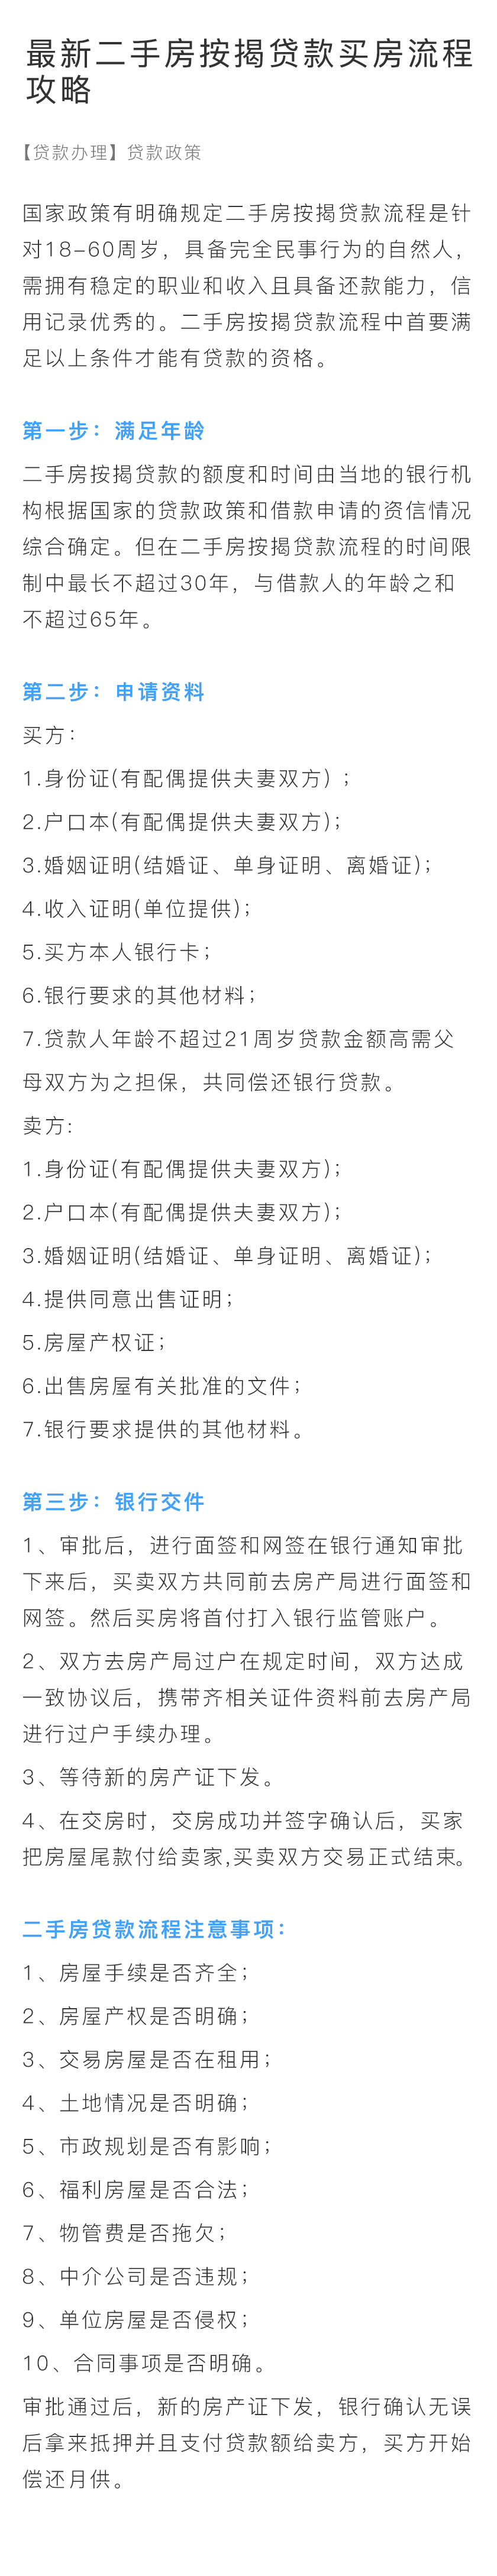 最新二手房按揭贷款买房流程
攻略
【贷款办理】贷款政策
国家政策有明确规定二手房按揭贷款流程是针
对18-60周岁，具备完全民事行为的自然人，
需拥有稳定的职业和收入且具备还款能力，信
用记录优秀的。二手房按揭贷款流程中首要满
足以上条件才能有贷款的资格。
第一步：满足年龄
二手房按揭贷款的额度和时间由当地的银行机
构根据国家的贷款政策和借款申请的资信情况
综合确定。但在二手房按揭贷款流程的时间限
制中最长不超过30年，与借款人的年龄之和
不超过65年。
第二步：申请资料
买方：
1.身份证(有配偶提供夫妻双方)；
2.户口本(有配偶提供夫妻双方);
3.婚姻证明(结婚证、单身证明、离婚证);
4.收入证明(单位提供);
5.买方本人银行卡;
6.银行要求的其他材料;
7.贷款人年龄不超过21周岁贷款金额高需父
母双方为之担保，共同偿还银行贷款。
卖方:
1.身份证(有配偶提供夫妻双方);
2.户口本(有配偶提供夫妻双方);
3.婚姻证明(结婚证、单身证明、离婚证);
4.提供同意出售证明;
5.房屋产权证;
6.出售房屋有关批准的文件;
7.银行要求提供的其他材料。
第三步：银行交件
1、审批后，进行面签和网签在银行通知审批
下来后，买卖双方共同前去房产局进行面签和
网签。然后买房将首付打入银行监管账户。
2、双方去房产局过户在规定时间，双方达成
一致协议后，携带齐相关证件资料前去房产局
进行过户手续办理。
3、等待新的房产证下发。
4、在交房时，交房成功并签字确认后，买家
把房屋尾款付给卖家,买卖双方交易正式结束。
二手房贷款流程注意事项：
1、房屋手续是否齐全;
2、房屋产权是否明确;
3、交易房屋是否在租用;
4、土地情况是否明确;
5、市政规划是否有影响;
6、福利房屋是否合法;
7、物管费是否拖欠;
8、中介公司是否违规;
9、单位房屋是否侵权;
10、合同事项是否明确。
审批通过后，新的房产证下发，银行确认无误
后拿来抵押并且支付贷款额给卖方，买方开始
偿还月供。